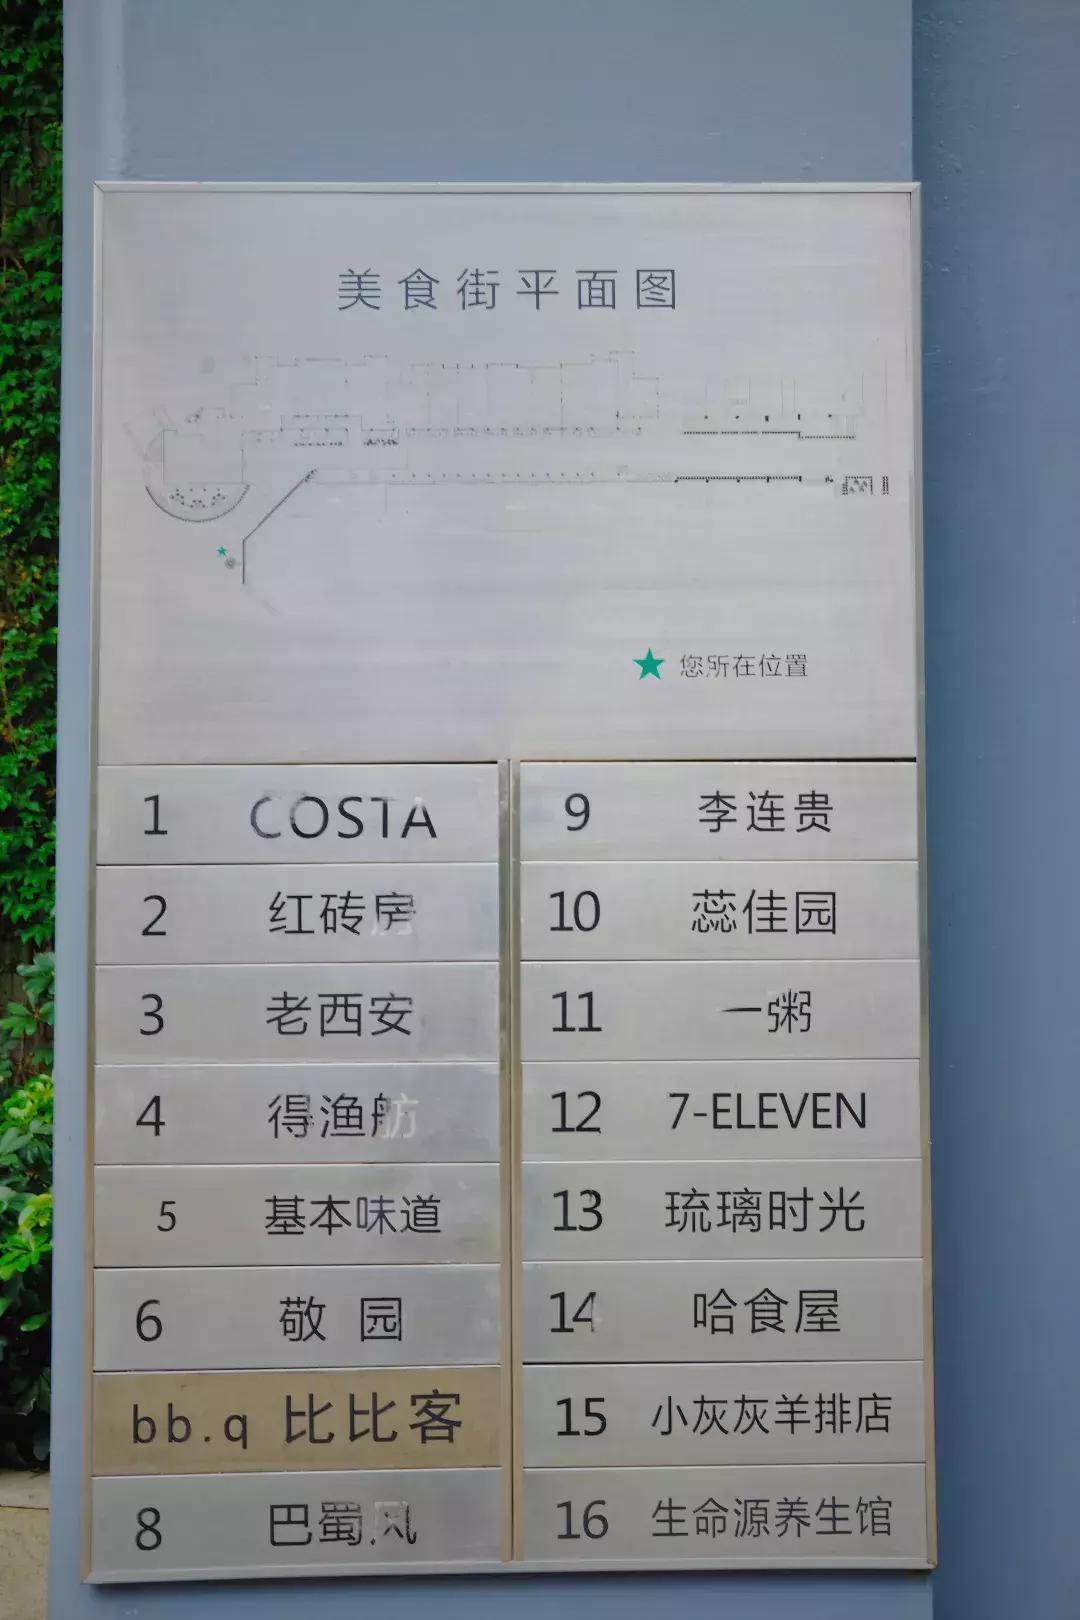 美食街平面图
★ 您所在位置
1 COSTA
2 红砖房
3 老西安
4 得渔舫
5 基本味道
6 敬 园
bb.q 比比客
8 巴蜀风
9 李连贵
10 蕊佳园
11 一粥
12 7-ELEVEN
13 琉璃时光
14 哈食屋
15 小灰灰羊排店
16 生命源养生馆